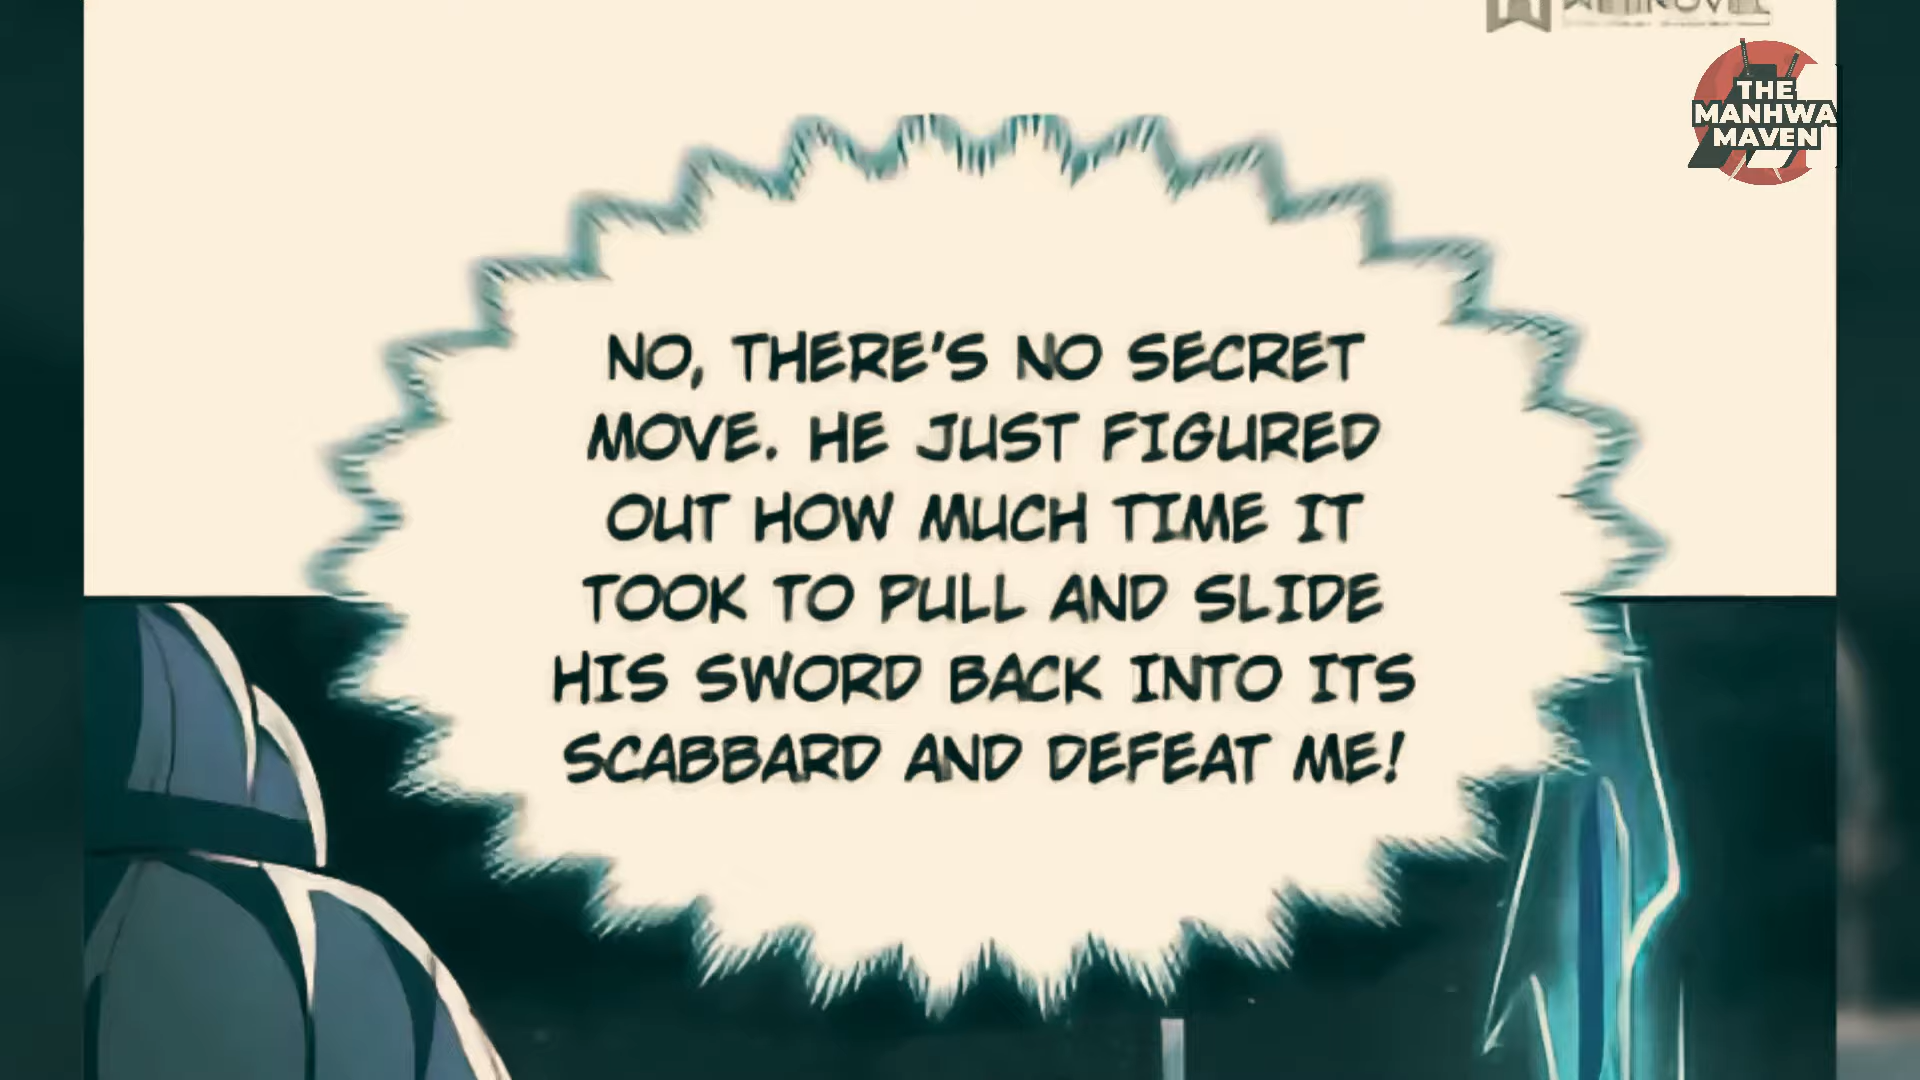 THE
MANHWA
MAVEN
NO, THERE'S NO SECRET
MOVE. HE JUST FIGURED
OUT HOW MUCH TIME IT
TOOK TO PULL AND SLIDE
HIS SWORD BACK INTO ITS
SCABBARD AND DEFEAT ME!